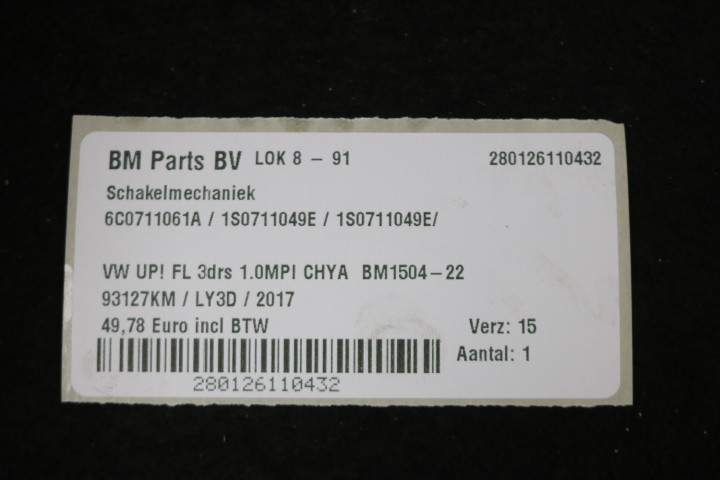 BM Parts BV LOK 8 - 91 280126110432
Schakelmechaniek
6C0711061A / 1S0711049E / 1S0711049E/
VW UP! FL 3drs 1.0MPI CHYA BM1504-22
93127KM / LY3D / 2017
49,78 Euro incl BTW Verz: 15
Aantal: 1
280126110432